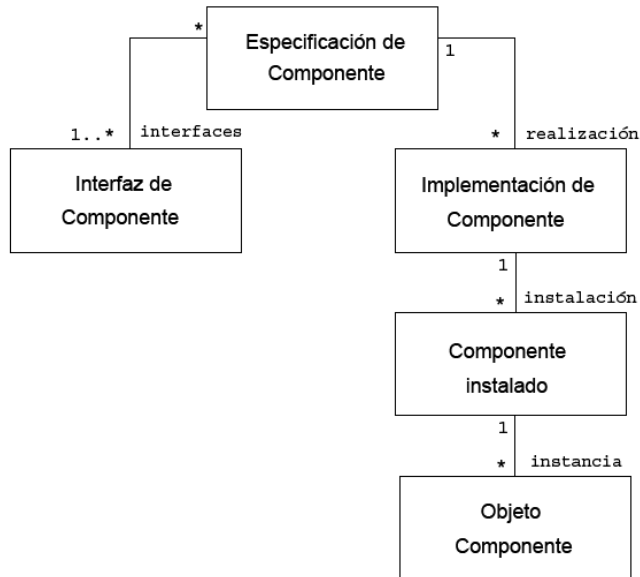 *
Especificación de
Componente
1
1..*
interfaces
*
realización
Interfaz de
Componente
Implementación de
Componente
1
*
instalación
Componente
instalado
1
*
instancia
Objeto
Componente